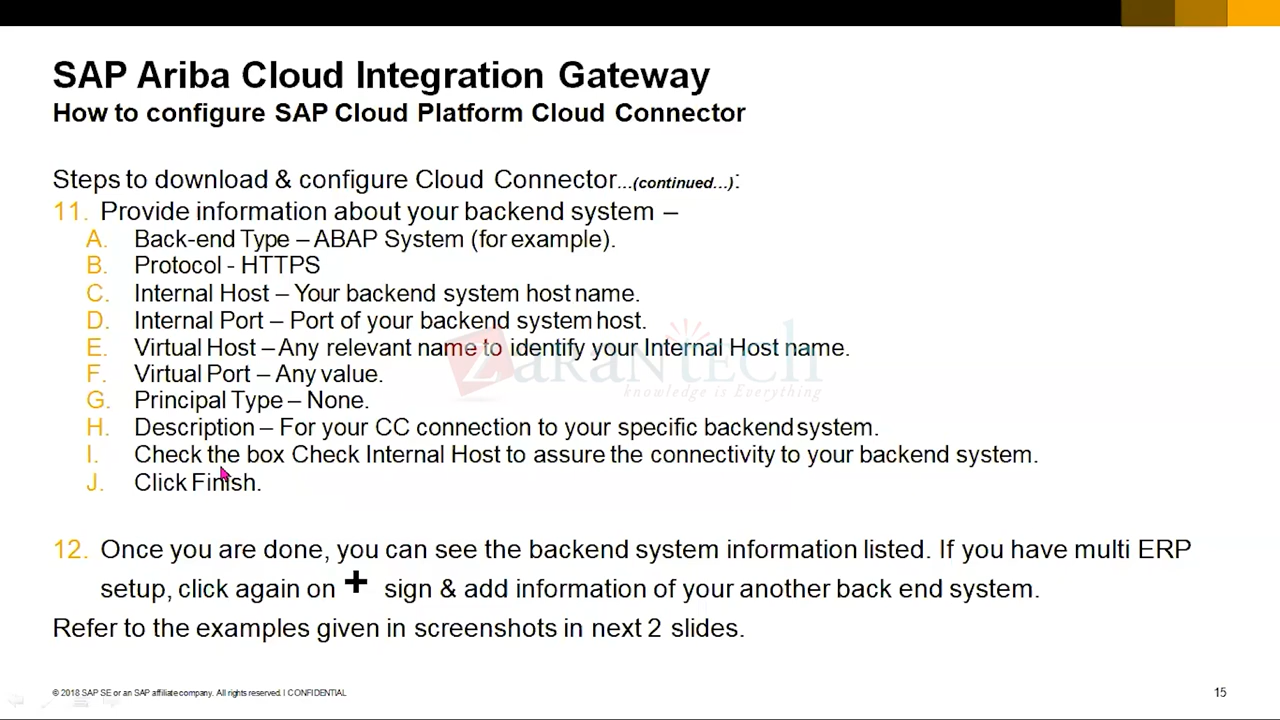 SAP Ariba Cloud Integration Gateway
How to configure SAP Cloud Platform Cloud Connector
Steps to download & configure Cloud Connector...(continued...):
11. Provide information about your backend system –
A. Back-end Type – ABAP System (for example).
B. Protocol - HTTPS
C. Internal Host – Your backend system host name.
D. Internal Port – Port of your backend system host.
E. Virtual Host – Any relevant name to identify your Internal Host name.
F. Virtual Port – Any value.
ZaranTech
knowledge is Everything
G. Principal Type – None.
H. Description – For your CC connection to your specific backend system.
I. Check the box Check Internal Host to assure the connectivity to your backend system.
J. Click Finish.
12. Once you are done, you can see the backend system information listed. If you have multi ERP
setup, click again on + sign & add information of your another back end system.
Refer to the examples given in screenshots in next 2 slides.
© 2018 SAP SE or an SAP affiliate company. All rights reserved. I CONFIDENTIAL
15